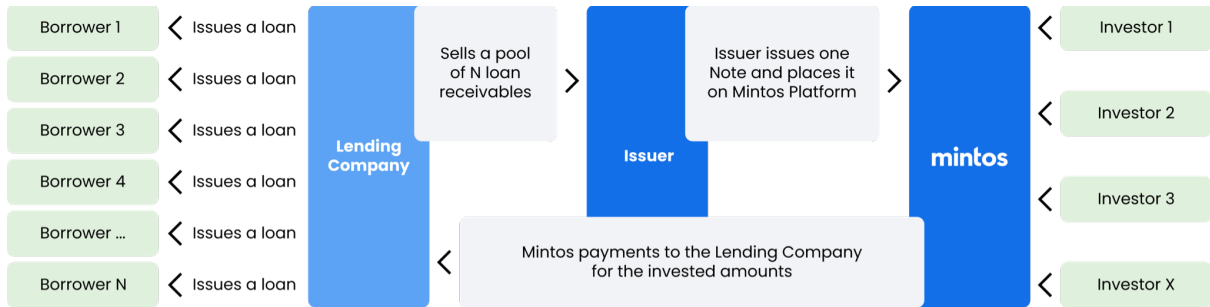 Borrower 1
Issues a loan
Borrower 2
Issues a loan
Borrower 3
Issues a loan
Borrower 4
Issues a loan
Borrower ...
Issues a loan
Borrower N
Issues a loan
Lending
Company
Sells a pool
of N loan
receivables
Issuer
Issuer issues one
Note and places it
on Mintos Platform
mintos
Mintos payments to the Lending Company
for the invested amounts
Investor 1
Investor 2
Investor 3
Investor X